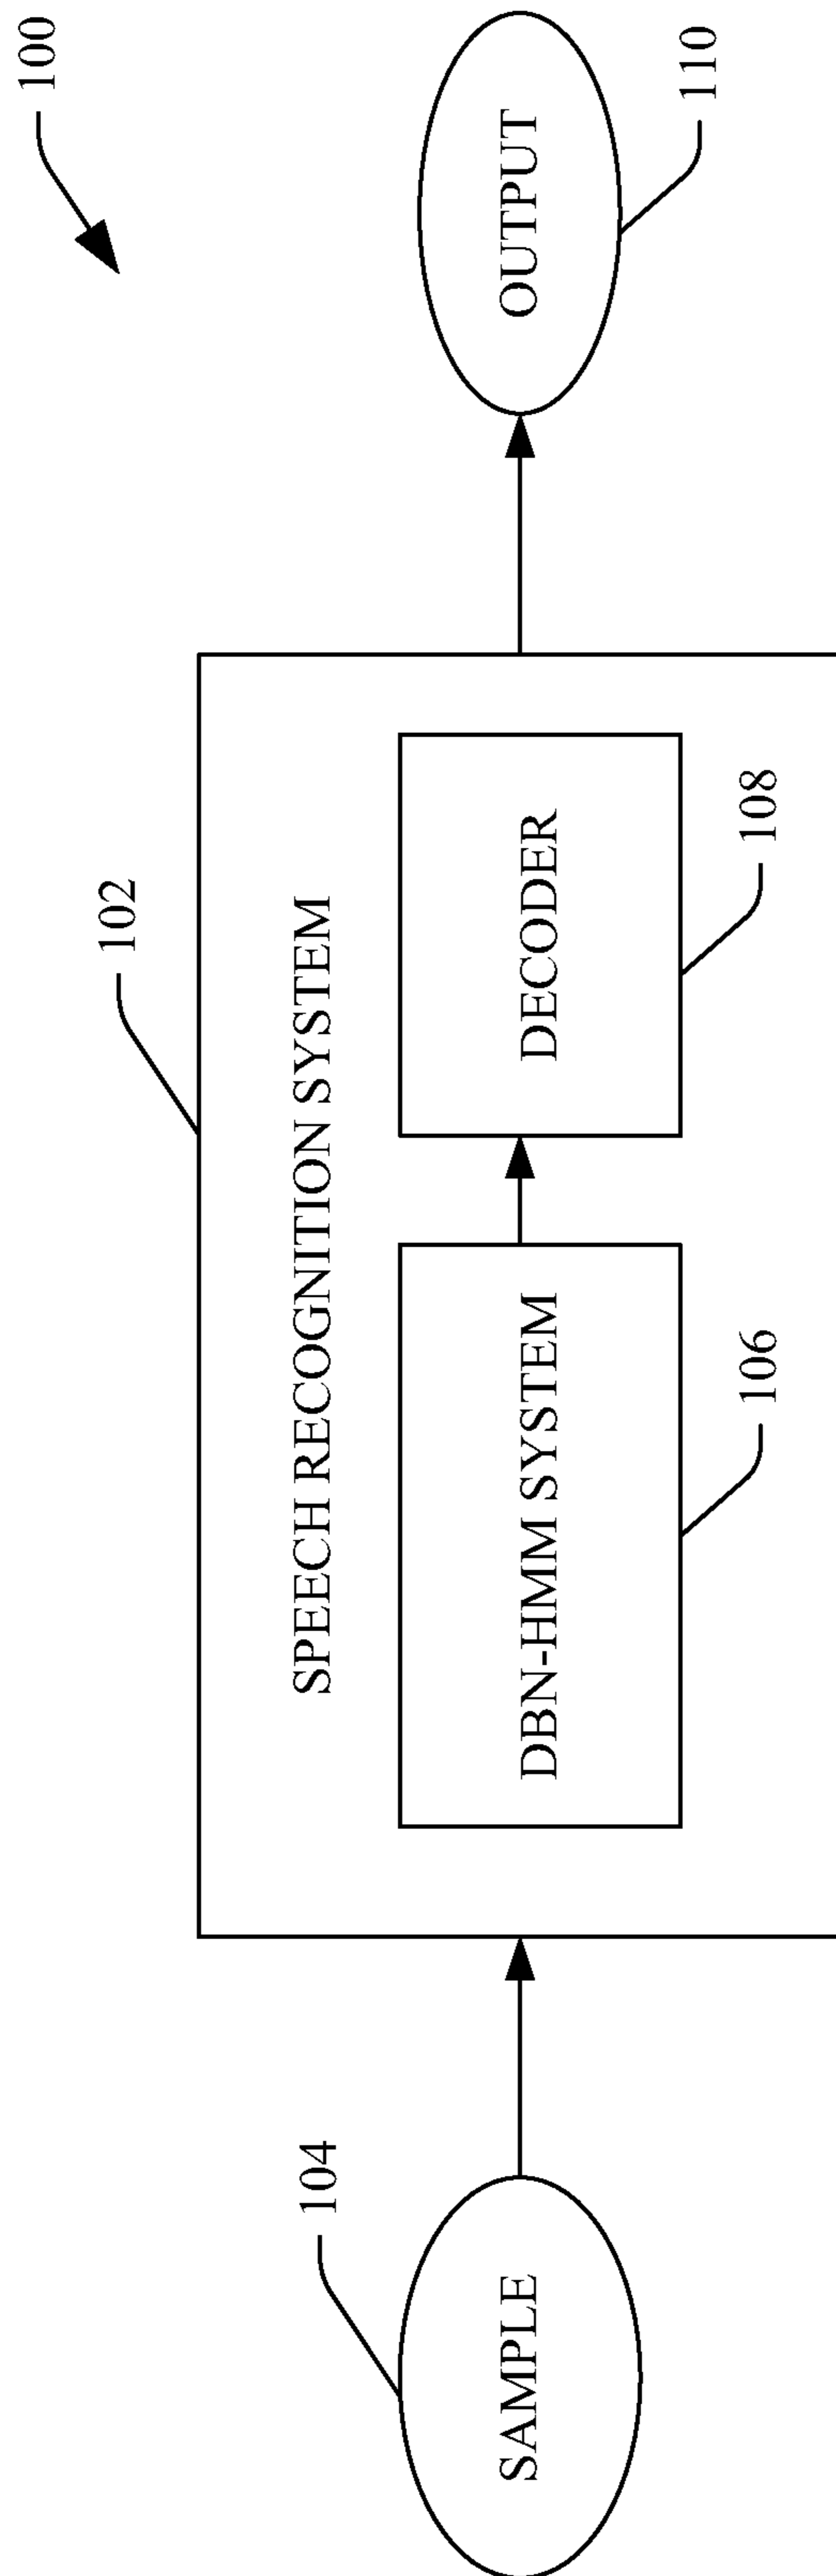 100
102
SPEECH RECOGNITION SYSTEM
104
SAMPLE
DBN-HMM SYSTEM
DECODER
OUTPUT
106
108
110